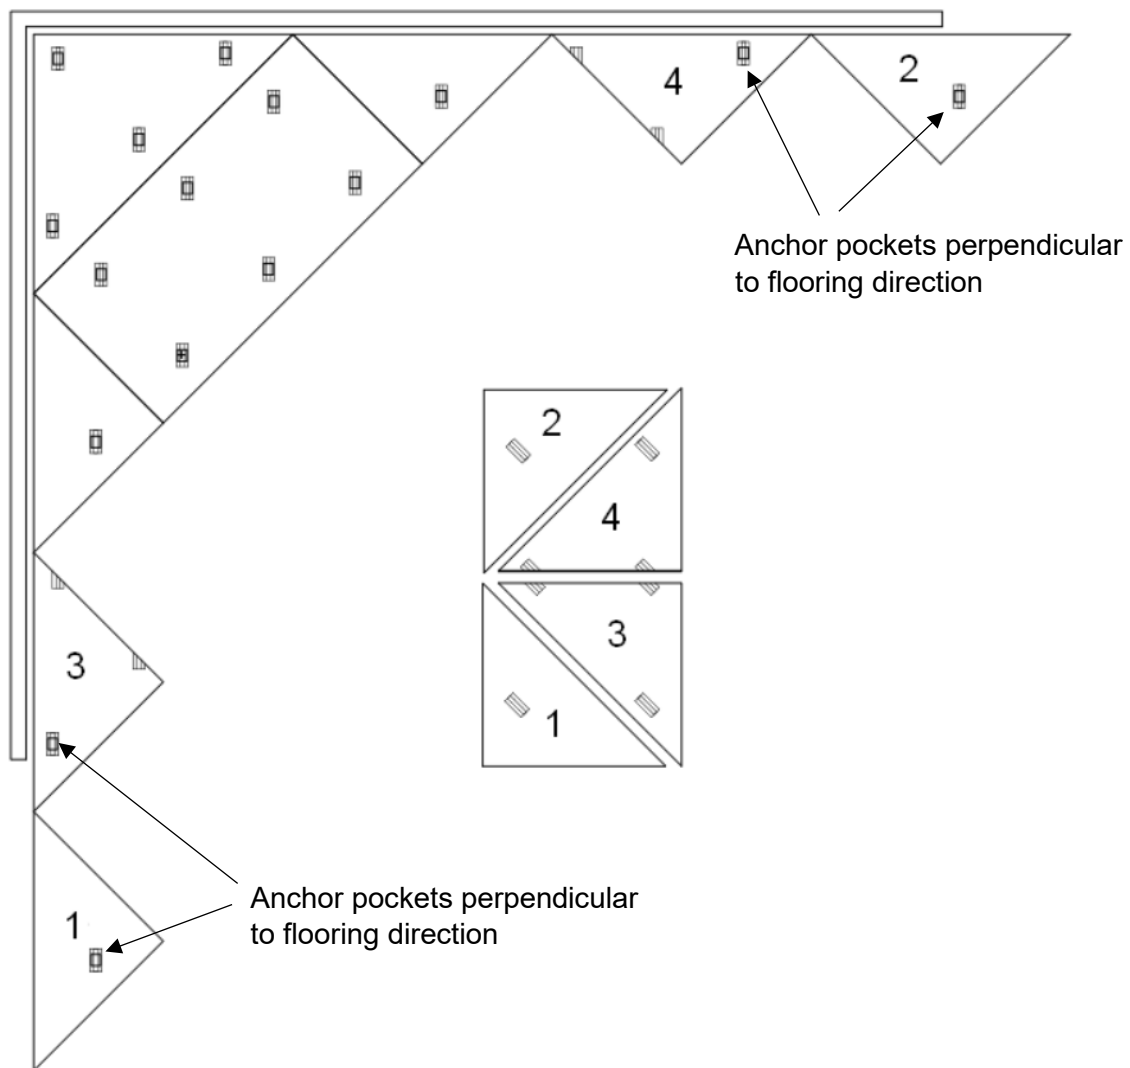 4
2
Anchor pockets perpendicular
to flooring direction
2
4
3
3
1
Anchor pockets perpendicular
to flooring direction
1